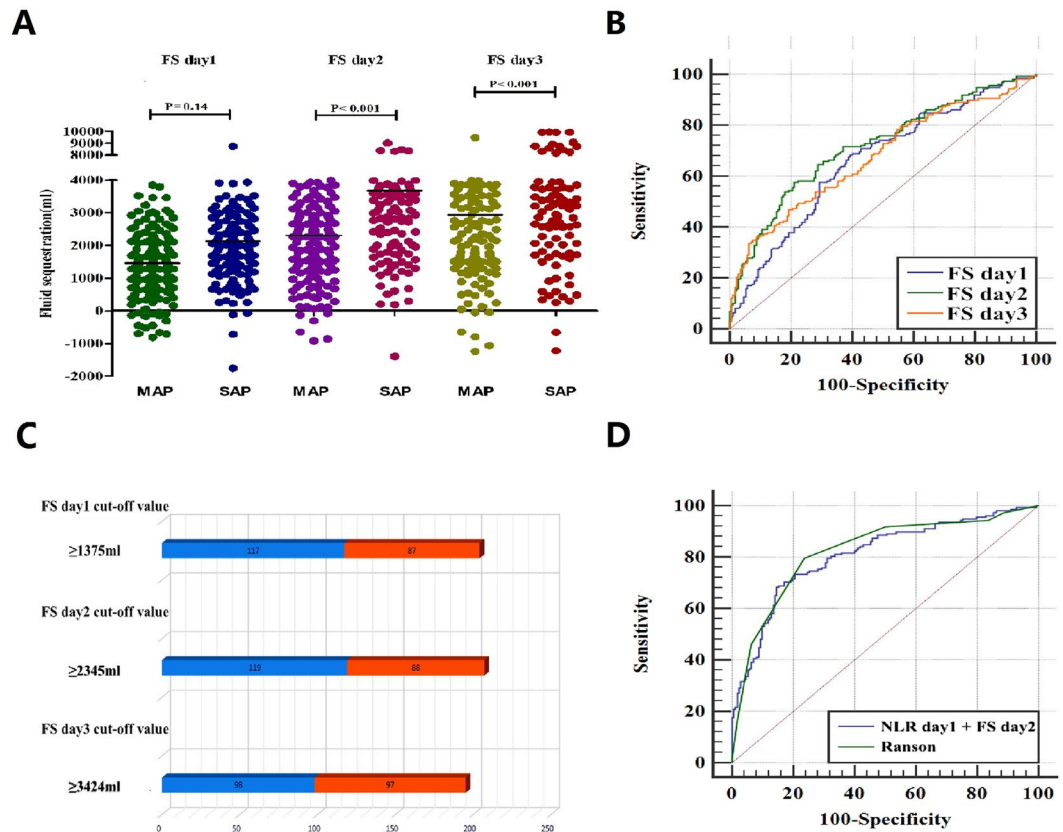 A
FS day1 FS day2 FS day3
P=0.14 P<0.001 P<0.001
Fluid sequestration(ml)
10000
9000
8000
4000
3000
2000
1000
0
-1000
-2000
MAP SAP MAP SAP MAP SAP
B
Sensitivity
100
80
60
40
20
0
FS day1
FS day2
FS day3
0 20 40 60 80 100
100-Specificity
C
FS day1 cut-off value
≥1375ml 117 87
FS day2 cut-off value
≥2345ml 119 88
FS day3 cut-off value
≥3424ml 98 97
0 50 100 150 200 250
D
Sensitivity
100
80
60
40
20
0
NLR day1 + FS day2
Ranson
0 20 40 60 80 100
100-Specificity